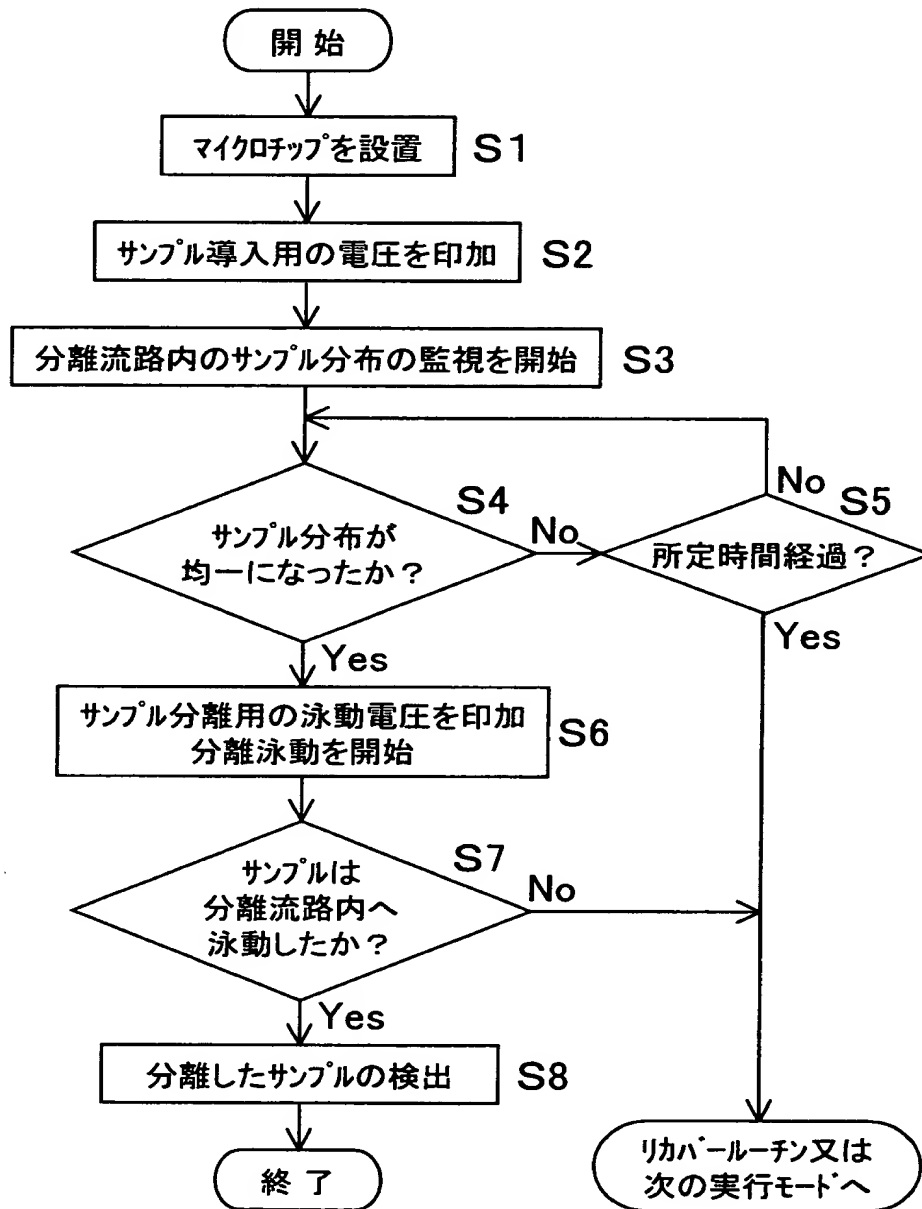 開始
マイクロチップを設置
S1
サンプル導入用の電圧を印加
S2
分離流路内のサンプル分布の監視を開始
S3
サンプル分布が
均一になったか？
S4
No
所定時間経過？
S5
No
Yes
Yes
サンプル分離用の泳動電圧を印加
分離泳動を開始
S6
サンプルは
分離流路内へ
泳動したか？
S7
No
Yes
分離したサンプルの検出
S8
終了
リカバールーチン又は
次の実行モードへ